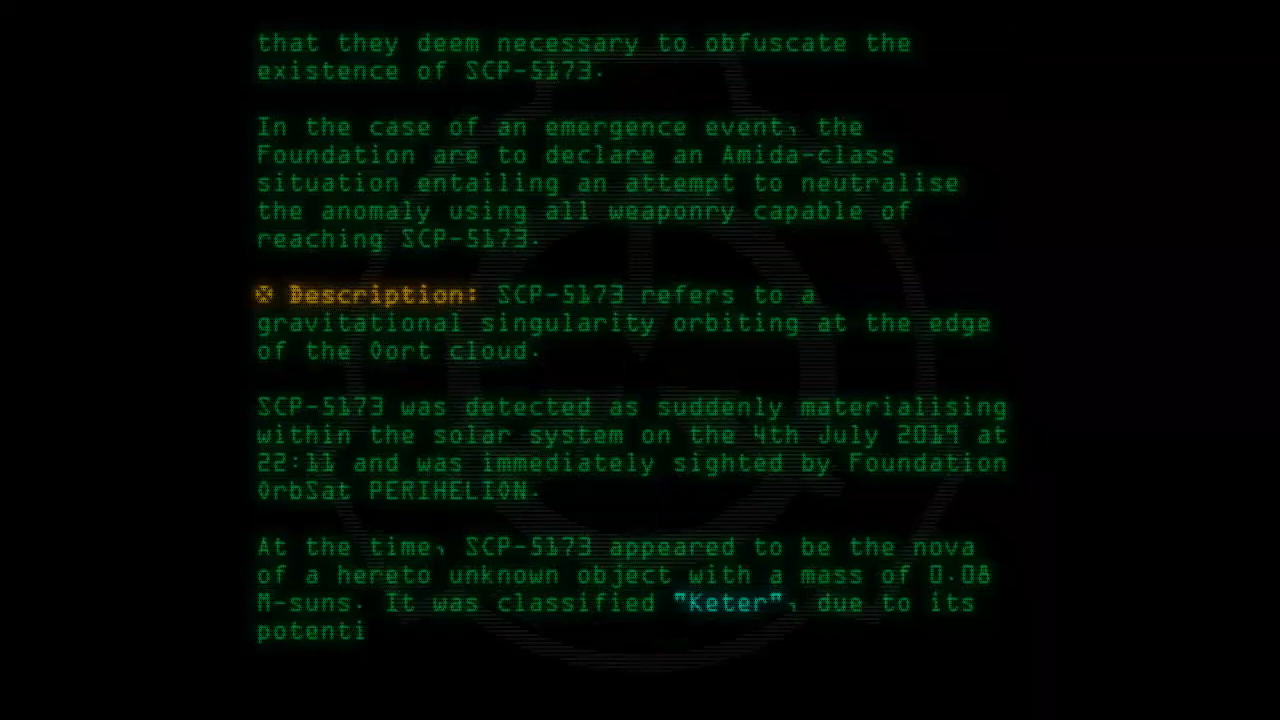 that they deem necessary to obfuscate the
existence of SCP-5173.
In the case of an emergence event, the
Foundation are to declare an Amida-class
situation entailing an attempt to neutralise
the anomaly using all weaponry capable of
reaching SCP-5173.
Description: SCP-5173 refers to a
gravitational singularity orbiting at the edge
of the Oort cloud.
SCP-5173 was detected as suddenly materialising
within the solar system on the 4th July 2019 at
22:11 and was immediately sighted by Foundation
OrbSat PERIHELION.
At the time, SCP-5173 appeared to be the nova
of a hereto unknown object with a mass of 0.08
M-suns. It was classified "Keter", due to its
potenti